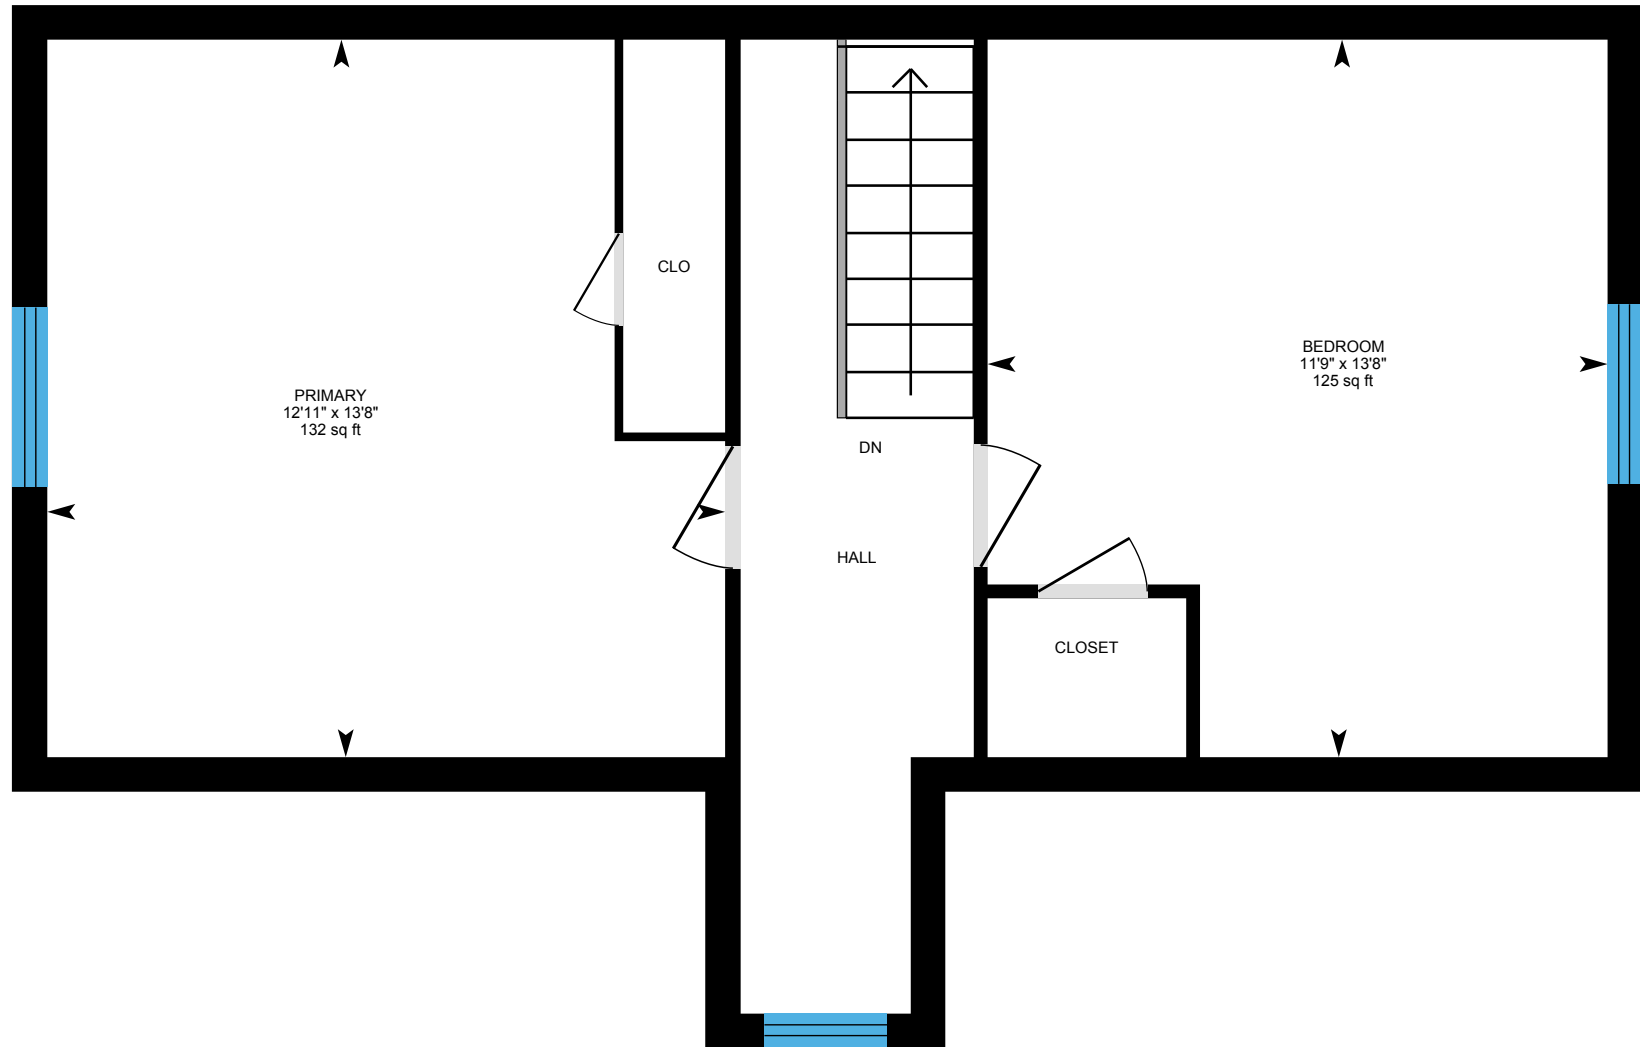 PRIMARY
12'11" x 13'8"
132 sq ft
CLO
DN
HALL
BEDROOM
11'9" x 13'8"
125 sq ft
CLOSET